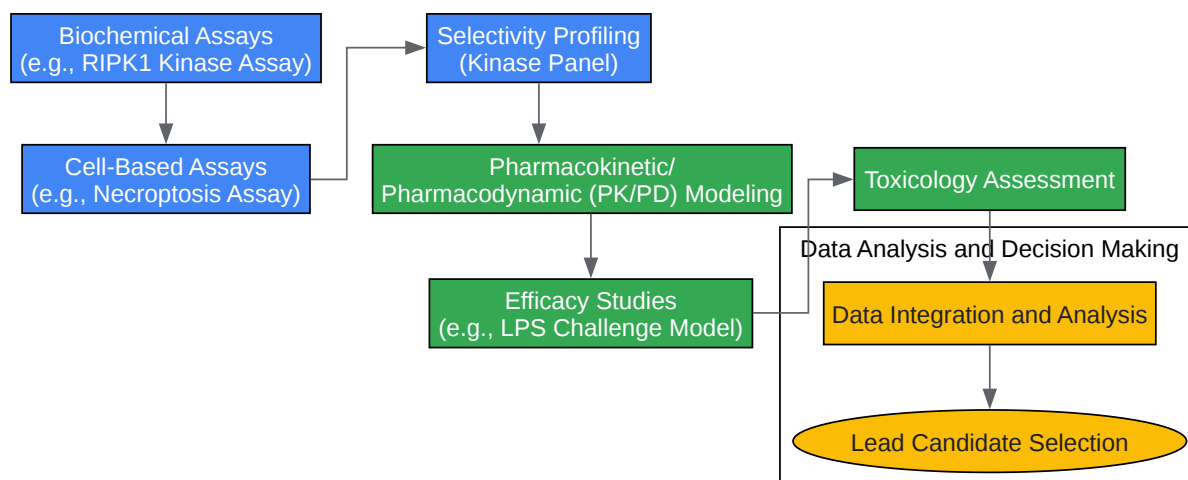 Biochemical Assays
(e.g., RIPK1 Kinase Assay)
Cell-Based Assays
(e.g., Necroptosis Assay)
Selectivity Profiling
(Kinase Panel)
Pharmacokinetic/
Pharmacodynamic (PK/PD) Modeling
Efficacy Studies
(e.g., LPS Challenge Model)
Toxicology Assessment
Data Analysis and Decision Making
Data Integration and Analysis
Lead Candidate Selection